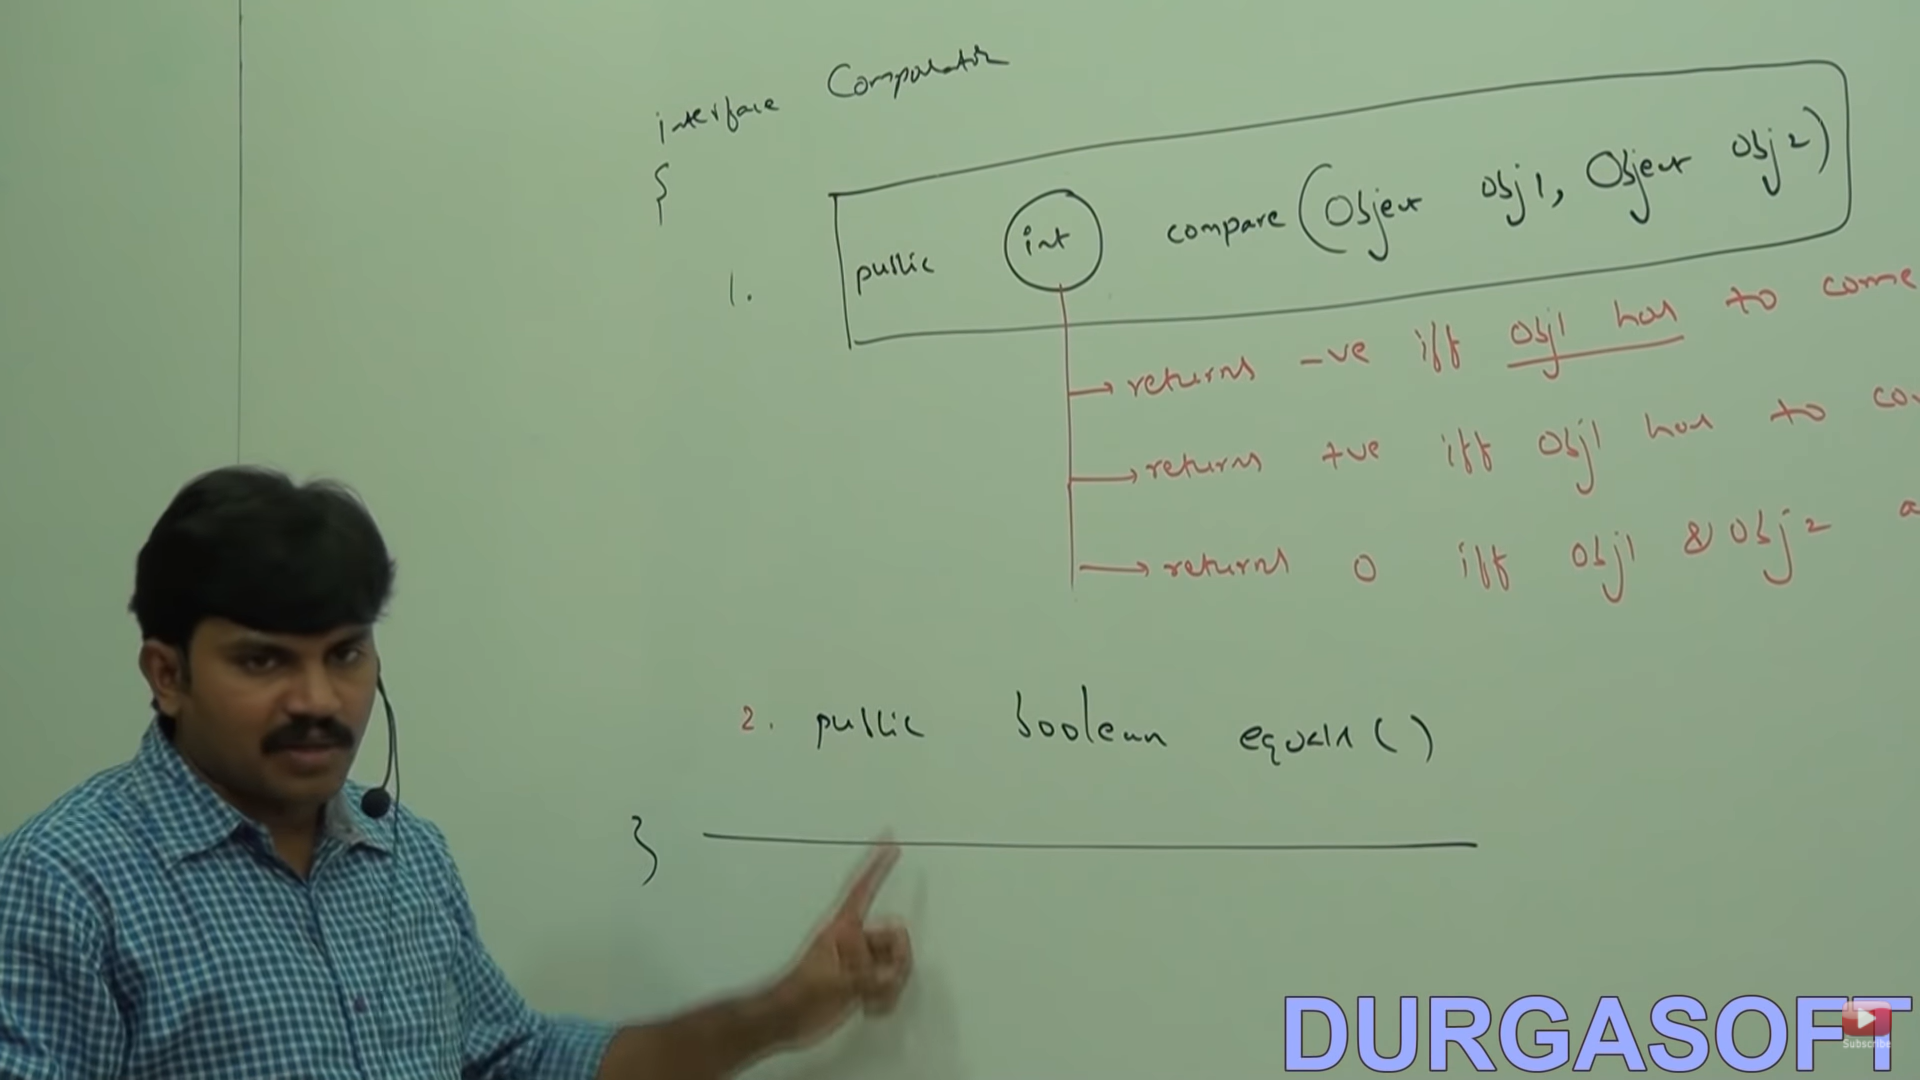 interface Comparator
{
1. public int compare(Object obj1, Object obj2)
returns -ve iff obj1 has to come
returns +ve iff obj1 has to
returns 0 iff obj1 & obj2
2. public boolean equals()
}
DURGASOFT
Subscribe